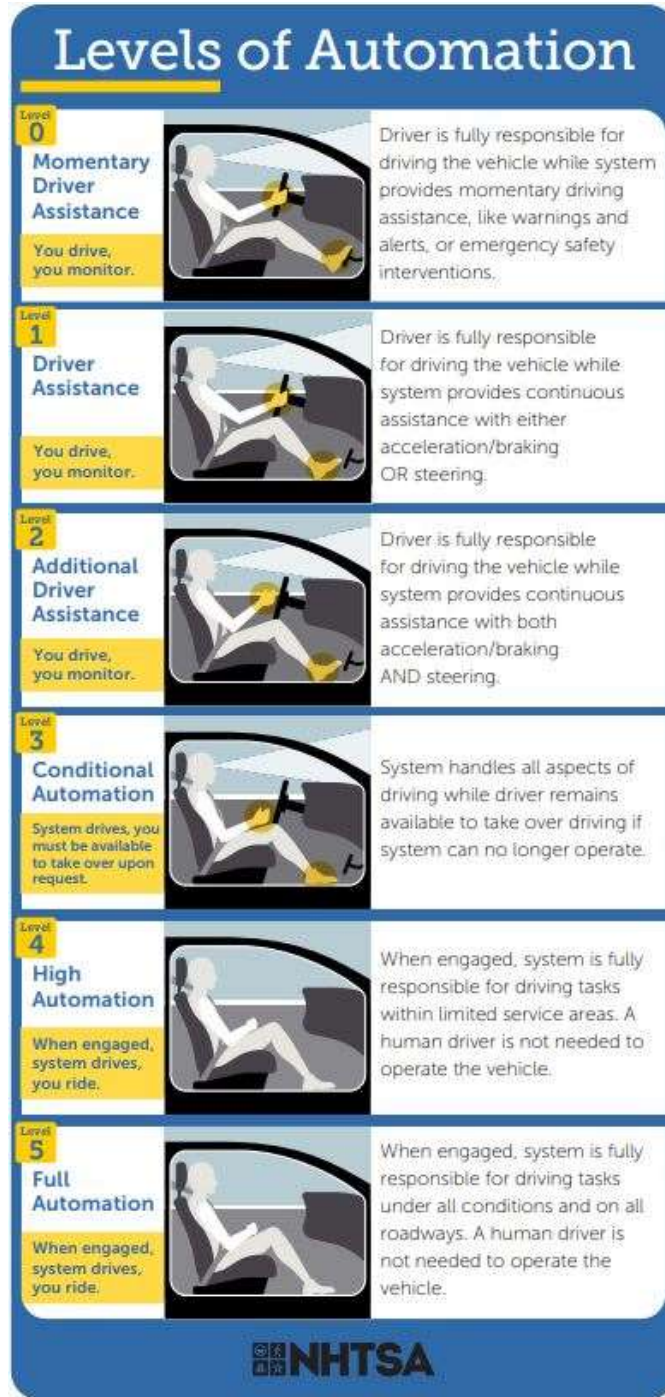 Levels of Automation
Level
0
Momentary
Driver
Assistance
You drive,
you monitor.
Driver is fully responsible for
driving the vehicle while system
provides momentary driving
assistance, like warnings and
alerts, or emergency safety
interventions.
Level
1
Driver
Assistance
You drive,
you monitor.
Driver is fully responsible
for driving the vehicle while
system provides continuous
assistance with either
acceleration/braking
OR steering.
Level
2
Additional
Driver
Assistance
You drive,
you monitor.
Driver is fully responsible
for driving the vehicle while
system provides continuous
assistance with both
acceleration/braking
AND steering.
Level
3
Conditional
Automation
System drives, you
must be available
to take over upon
request.
System handles all aspects of
driving while driver remains
available to take over driving if
system can no longer operate.
Level
4
High
Automation
When engaged,
system drives,
you ride.
When engaged, system is fully
responsible for driving tasks
within limited service areas. A
human driver is not needed to
operate the vehicle.
Level
5
Full
Automation
When engaged,
system drives,
you ride.
When engaged, system is fully
responsible for driving tasks
under all conditions and on all
roadways. A human driver is
not needed to operate the
vehicle.
NHTSA